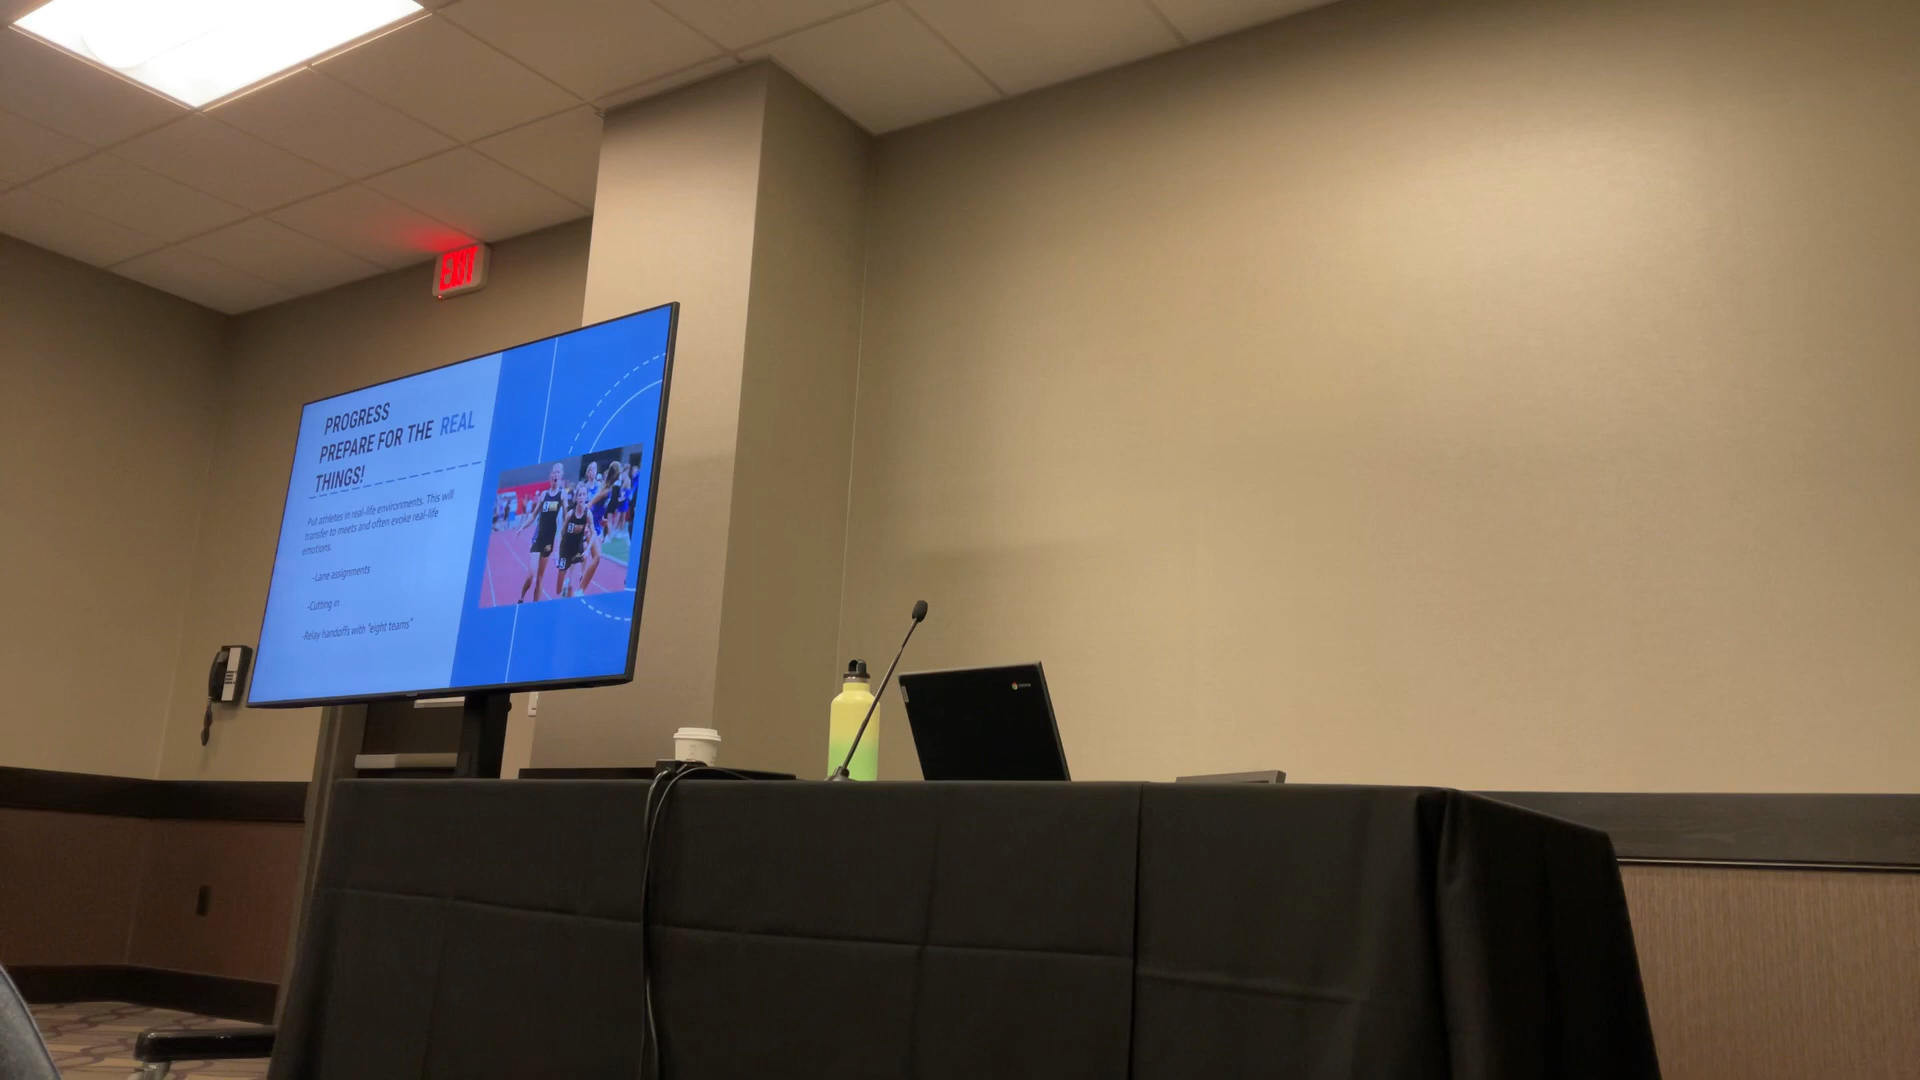 EXIT
PROGRESS
PREPARE FOR THE REAL
THINGS!
Put athletes in real-life environments. This will
transfer to meets and often evoke real-life
emotions.
-Lane assignments
-Cutting in
-Relay handoffs with "eight teams"